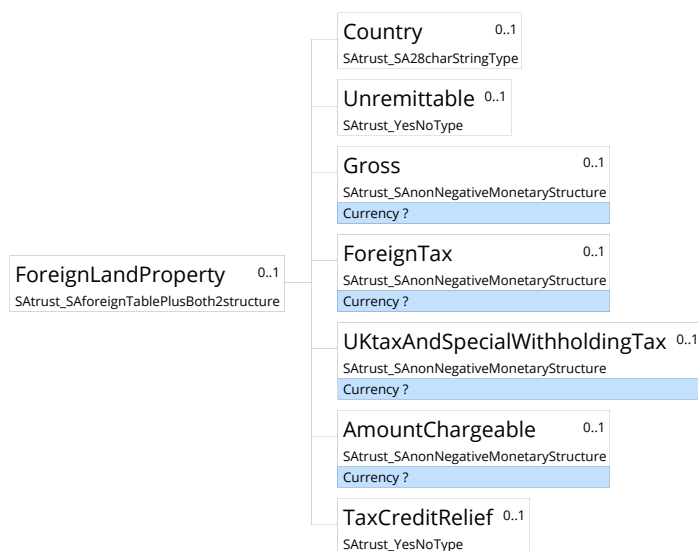 Country 0..1
SAtrust_SA28charStringType
Unremittable 0..1
SAtrust_YesNoType
Gross 0..1
SAtrust_SAnonNegativeMonetaryStructure
Currency ?
ForeignLandProperty 0..1
SAtrust_SAforeignTablePlusBoth2structure
ForeignTax 0..1
SAtrust_SAnonNegativeMonetaryStructure
Currency ?
UKtaxAndSpecialWithholdingTax 0..1
SAtrust_SAnonNegativeMonetaryStructure
Currency ?
AmountChargeable 0..1
SAtrust_SAnonNegativeMonetaryStructure
Currency ?
TaxCreditRelief 0..1
SAtrust_YesNoType